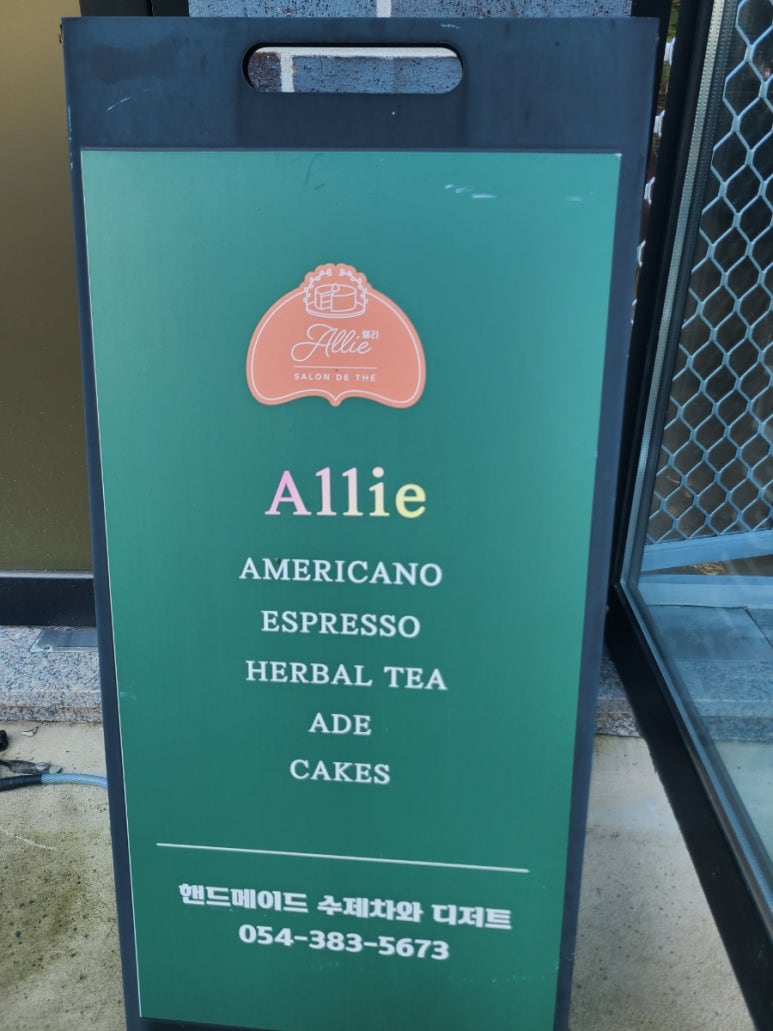 Allie 엘리
SALON DE THÉ
Allie
AMERICANO
ESPRESSO
HERBAL TEA
ADE
CAKES
핸드메이드 수제차와 디저트
054-383-5673